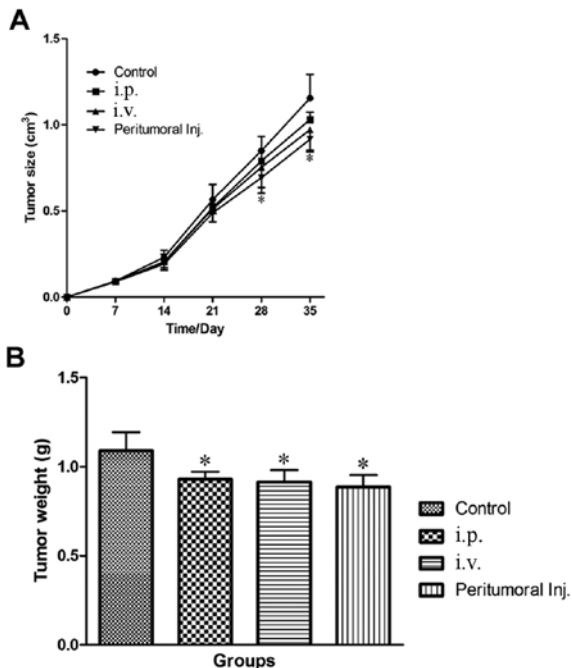 A
Control
i.p.
i.v.
Peritumoral Inj.
Tumor size (cm³)
1.5
1.0
0.5
0.0
*
*
0 7 14 21 28 35
Time/Day
B
Tumor weight (g)
1.5
1.0
0.5
0.0
* * *
Groups
Control
i.p.
i.v.
Peritumoral Inj.